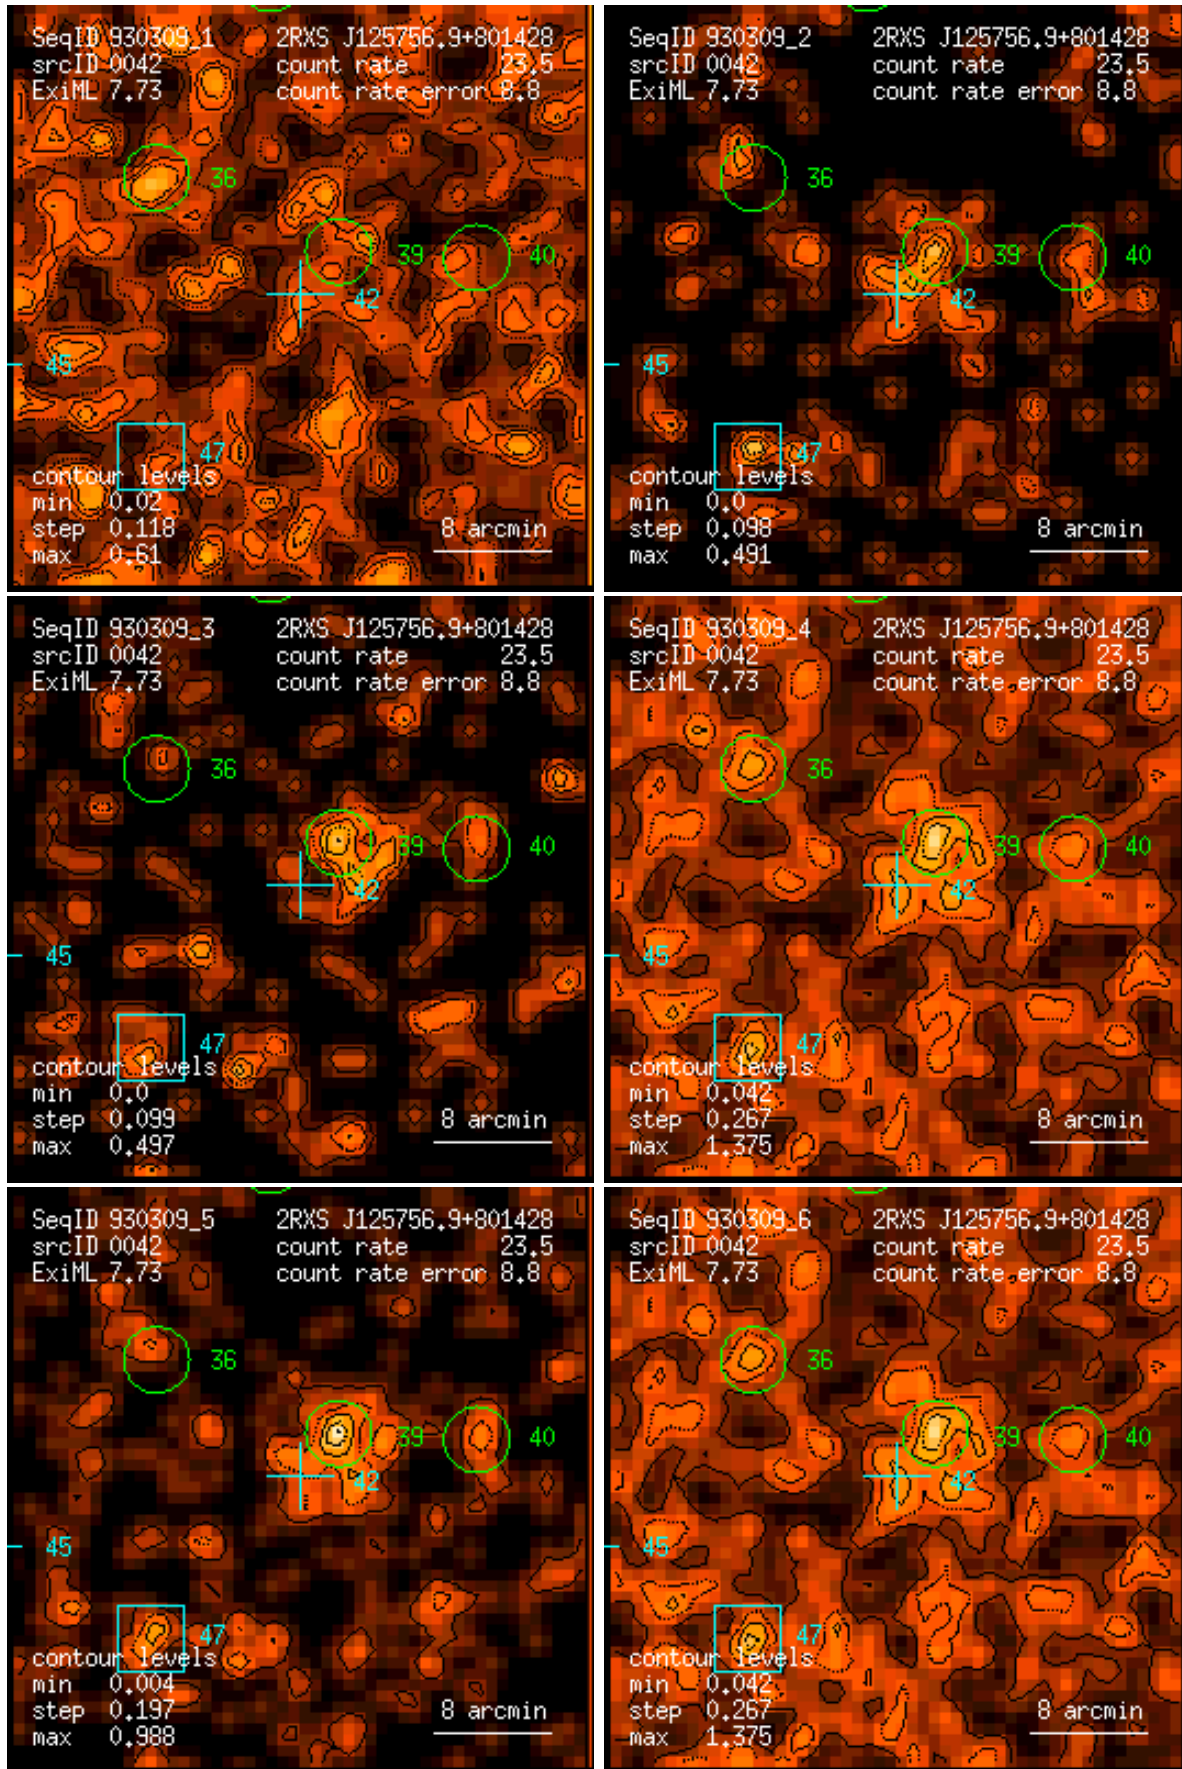 SeqID 930309_1 2RXS J125756.9+801428
srcID 0042 count rate 23.5
ExiML 7.73 count rate error 8.8
36
39 40
42
45
47
contour levels
min 0.02
step 0.118 8 arcmin
max 0.61
SeqID 930309_2 2RXS J125756.9+801428
srcID 0042 count rate 23.5
ExiML 7.73 count rate error 8.8
36
39 40
42
45
47
contour levels
min 0.0
step 0.098 8 arcmin
max 0.491
SeqID 930309_3 2RXS J125756.9+801428
srcID 0042 count rate 23.5
ExiML 7.73 count rate error 8.8
36
39 40
42
45
47
contour levels
min 0.0
step 0.099 8 arcmin
max 0.497
SeqID 930309_4 2RXS J125756.9+801428
srcID 0042 count rate 23.5
ExiML 7.73 count rate error 8.8
36
39 40
42
45
47
contour levels
min 0.042
step 0.267 8 arcmin
max 1.375
SeqID 930309_5 2RXS J125756.9+801428
srcID 0042 count rate 23.5
ExiML 7.73 count rate error 8.8
36
39 40
42
45
47
contour levels
min 0.004
step 0.197 8 arcmin
max 0.988
SeqID 930309_6 2RXS J125756.9+801428
srcID 0042 count rate 23.5
ExiML 7.73 count rate error 8.8
36
39 40
42
45
47
contour levels
min 0.042
step 0.267 8 arcmin
max 1.375